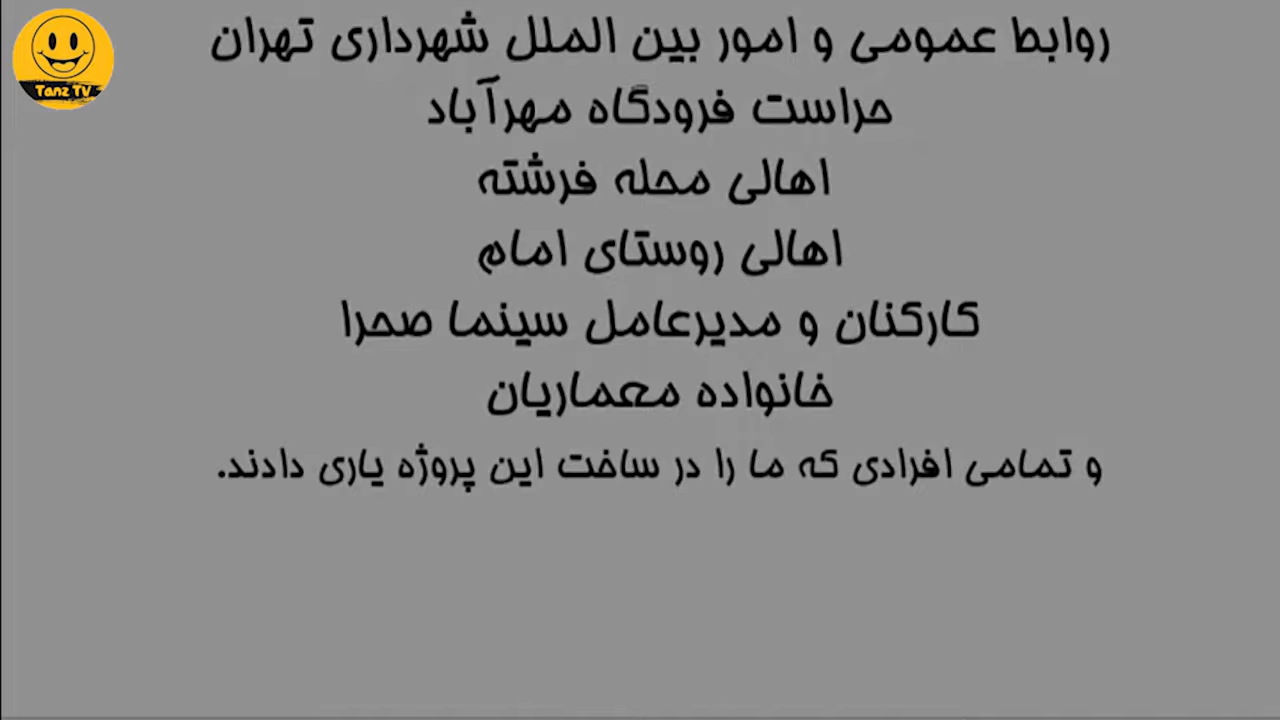 Tanz TV
روابط عمومی و امور بین الملل شهرداری تهران
حراست فرودگاه مهرآباد
اهالی محله فرشته
اهالی روستای امام
کارکنان و مدیرعامل سینما صحرا
خانواده معماریان
و تمامی افرادی که ما را در ساخت این پروژه یاری دادند.